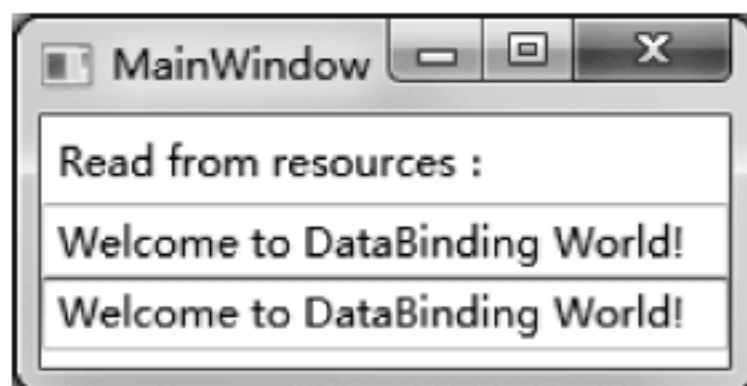 MainWindow
Read from resources :
Welcome to DataBinding World!
Welcome to DataBinding World!